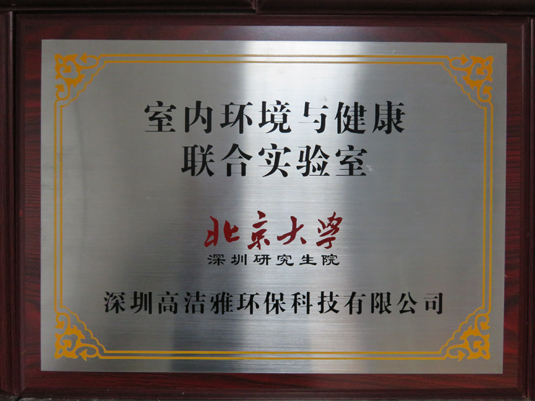 室内环境与健康
联合实验室
北京大学
深圳研究生院
深圳高洁雅环保科技有限公司